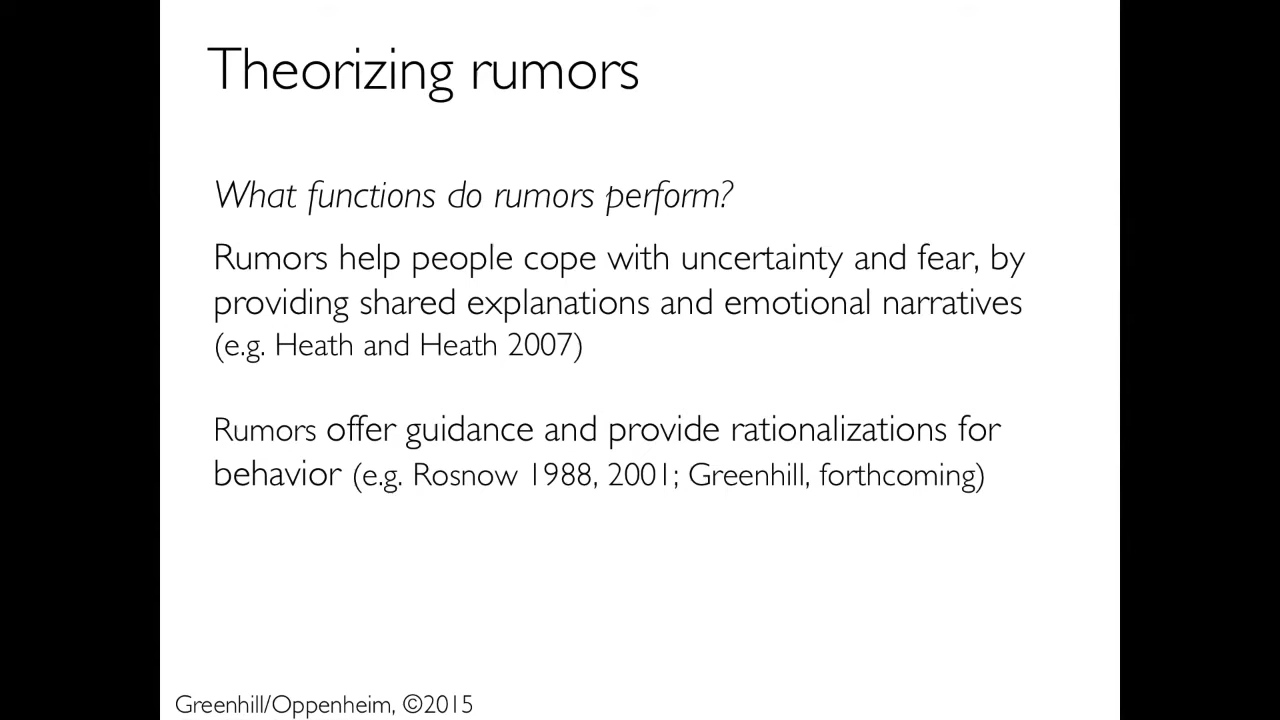 Theorizing rumors
What functions do rumors perform?
Rumors help people cope with uncertainty and fear, by
providing shared explanations and emotional narratives
(e.g. Heath and Heath 2007)
Rumors offer guidance and provide rationalizations for
behavior (e.g. Rosnow 1988, 2001; Greenhill, forthcoming)
Greenhill/Oppenheim, ©2015